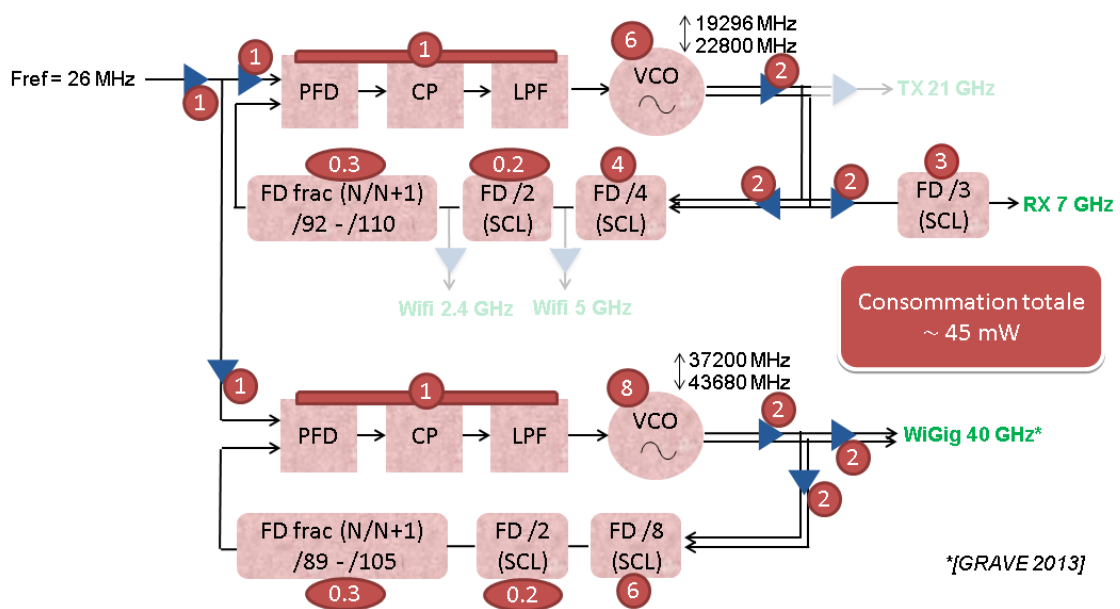 19296 MHz
22800 MHz
1
6
1
Fref = 26 MHz
1
PFD
CP
LPF
VCO
2
TX 21 GHz
0.3
0.2
4
2
2
3
FD frac (N/N+1)
/92 - /110
FD /2
(SCL)
FD /4
(SCL)
FD /3
(SCL)
RX 7 GHz
Wifi 2.4 GHz
Wifi 5 GHz
Consommation totale
~ 45 mW
37200 MHz
43680 MHz
1
1
8
2
PFD
CP
LPF
VCO
WiGig 40 GHz*
2
2
FD frac (N/N+1)
/89 - /105
FD /2
(SCL)
FD /8
(SCL)
0.3
0.2
6
*[GRAVE 2013]